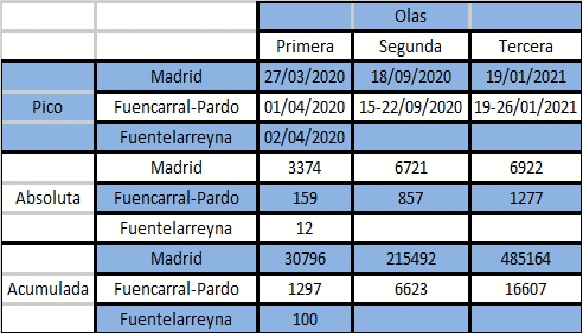 Olas
Primera Segunda Tercera
Pico Madrid 27/03/2020 18/09/2020 19/01/2021
Fuencarral-Pardo 01/04/2020 15-22/09/2020 19-26/01/2021
Fuentelarreyna 02/04/2020
Absoluta Madrid 3374 6721 6922
Fuencarral-Pardo 159 857 1277
Fuentelarreyna 12
Acumulada Madrid 30796 215492 485164
Fuencarral-Pardo 1297 6623 16607
Fuentelarreyna 100